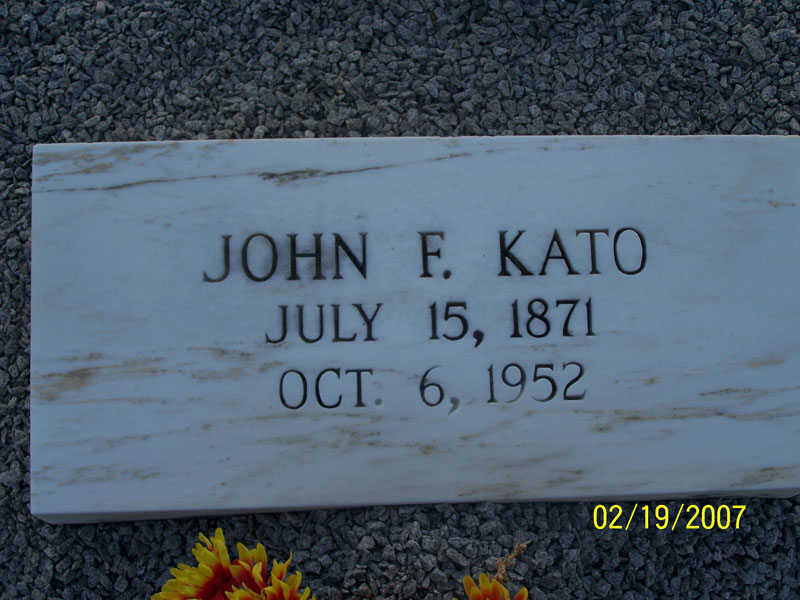 JOHN F. KATO
JULY 15, 1871
OCT. 6, 1952
02/19/2007